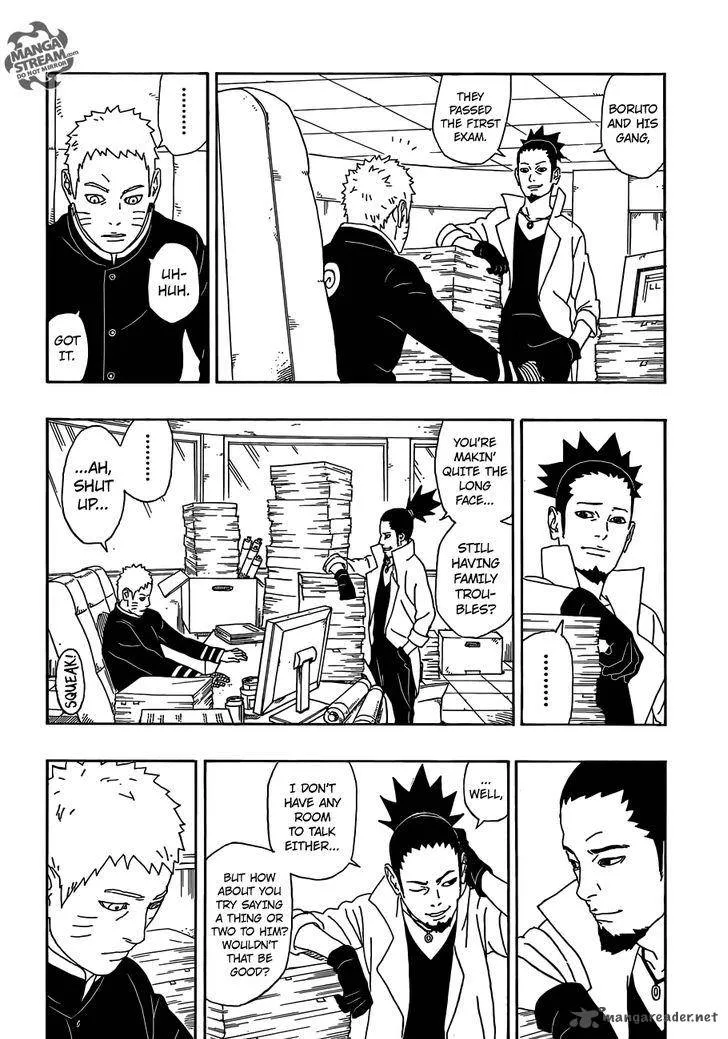 MANGA
STREAM.com
DO NOT MIRROR
BORUTO
AND HIS
GANG,
THEY
PASSED
THE FIRST
EXAM.
........
UH-
HUH.
GOT
IT.
........
YOU'RE
MAKIN'
QUITE THE
LONG
FACE...
STILL
HAVING
FAMILY
TROU-
BLES?
........
...AH,
SHUT
UP...
SQUEAK!
LL
...
WELL,
I DON'T
HAVE ANY
ROOM
TO TALK
EITHER...
BUT HOW
ABOUT YOU
TRY SAYING
A THING OR
TWO TO HIM?
WOULDN'T
THAT BE
GOOD?
mangareader.net